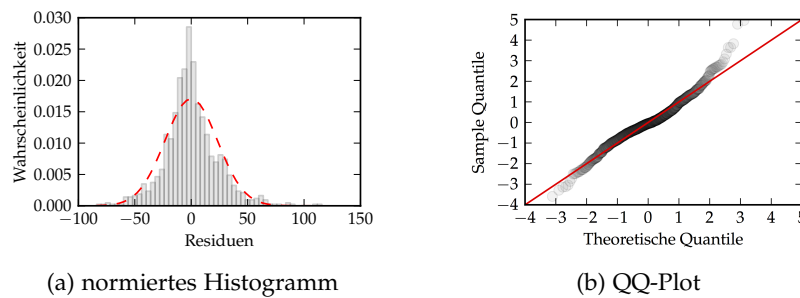 0.030
0.025
0.020
0.015
0.010
0.005
0.000
Wahrscheinlichkeit
−100 −50 0 50 100 150
Residuen
(a) normiertes Histogramm
5
4
3
2
1
0
−1
−2
−3
−4
Sample Quantile
−4 −3 −2 −1 0 1 2 3 4 5
Theoretische Quantile
(b) QQ-Plot